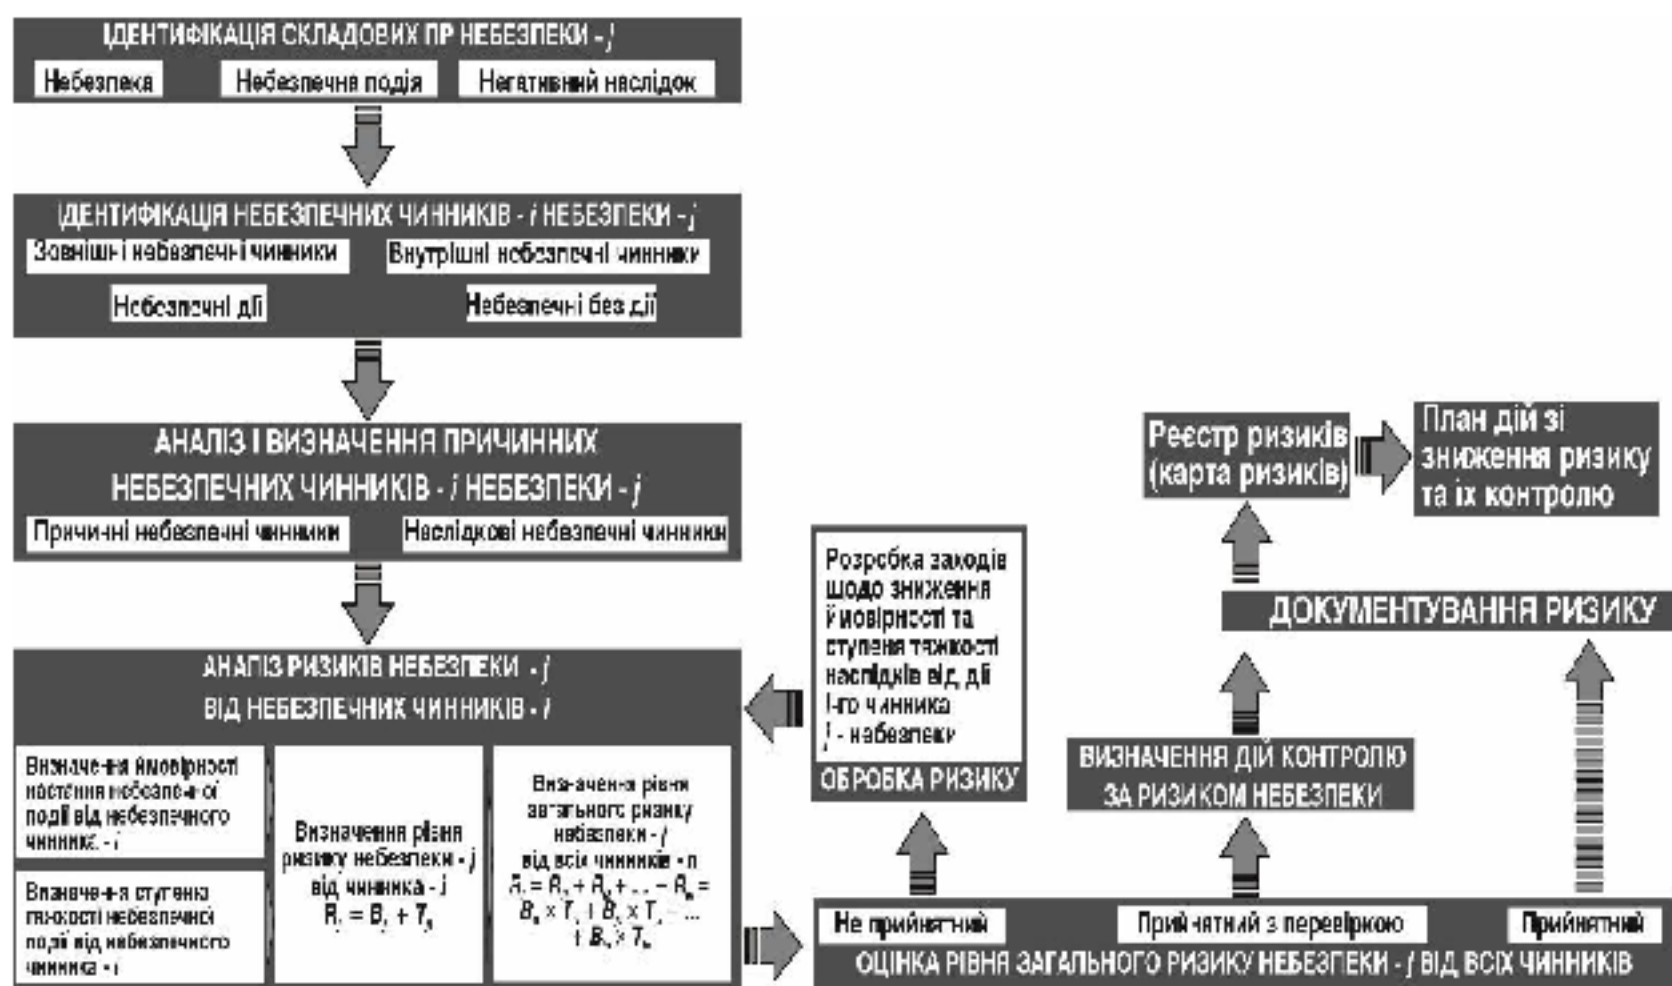 ІДЕНТИФІКАЦІЯ СКЛАДОВИХ ПР НЕБЕЗПЕКИ - j
Небезпека
Небезпечна подія
Негативний наслідок
ІДЕНТИФІКАЦІЯ НЕБЕЗПЕЧНИХ ЧИННИКІВ - i НЕБЕЗПЕКИ - j
Зовнішні небезпечні чинники
Внутрішні небезпечні чинники
Небезпечні дії
Небезпечні без дії
АНАЛІЗ І ВИЗНАЧЕННЯ ПРИЧИННИХ
НЕБЕЗПЕЧНИХ ЧИННИКІВ - i НЕБЕЗПЕКИ - j
Причинні небезпечні чинники
Наслідкові небезпечні чинники
АНАЛІЗ РИЗИКІВ НЕБЕЗПЕКИ - j
ВІД НЕБЕЗПЕЧНИХ ЧИННИКІВ - i
Визначення ймовірності
настання небезпечної
події від небезпечного
чинника - i
Визначення ступеня
тяжкості небезпечної
події від небезпечного
чинника - i
Визначення рівня
ризику небезпеки - j
від чинника - i
Визначення рівня
загального ризику
небезпеки - j
від всіх чинників - n
Розробка заходів
щодо зниження
ймовірності та
ступеня тяжкості
наслідків від дії
i-го чинника
j - небезпеки
ОБРОБКА РИЗИКУ
Реєстр ризиків
(карта ризиків)
План дій зі
зниження ризику
та їх контролю
ДОКУМЕНТУВАННЯ РИЗИКУ
ВИЗНАЧЕННЯ ДІЙ КОНТРОЛЮ
ЗА РИЗИКОМ НЕБЕЗПЕКИ
Не прийнятний
Прийнятний з перевіркою
Прийнятний
ОЦІНКА РІВНЯ ЗАГАЛЬНОГО РИЗИКУ НЕБЕЗПЕКИ - j ВІД ВСІХ ЧИННИКІВ